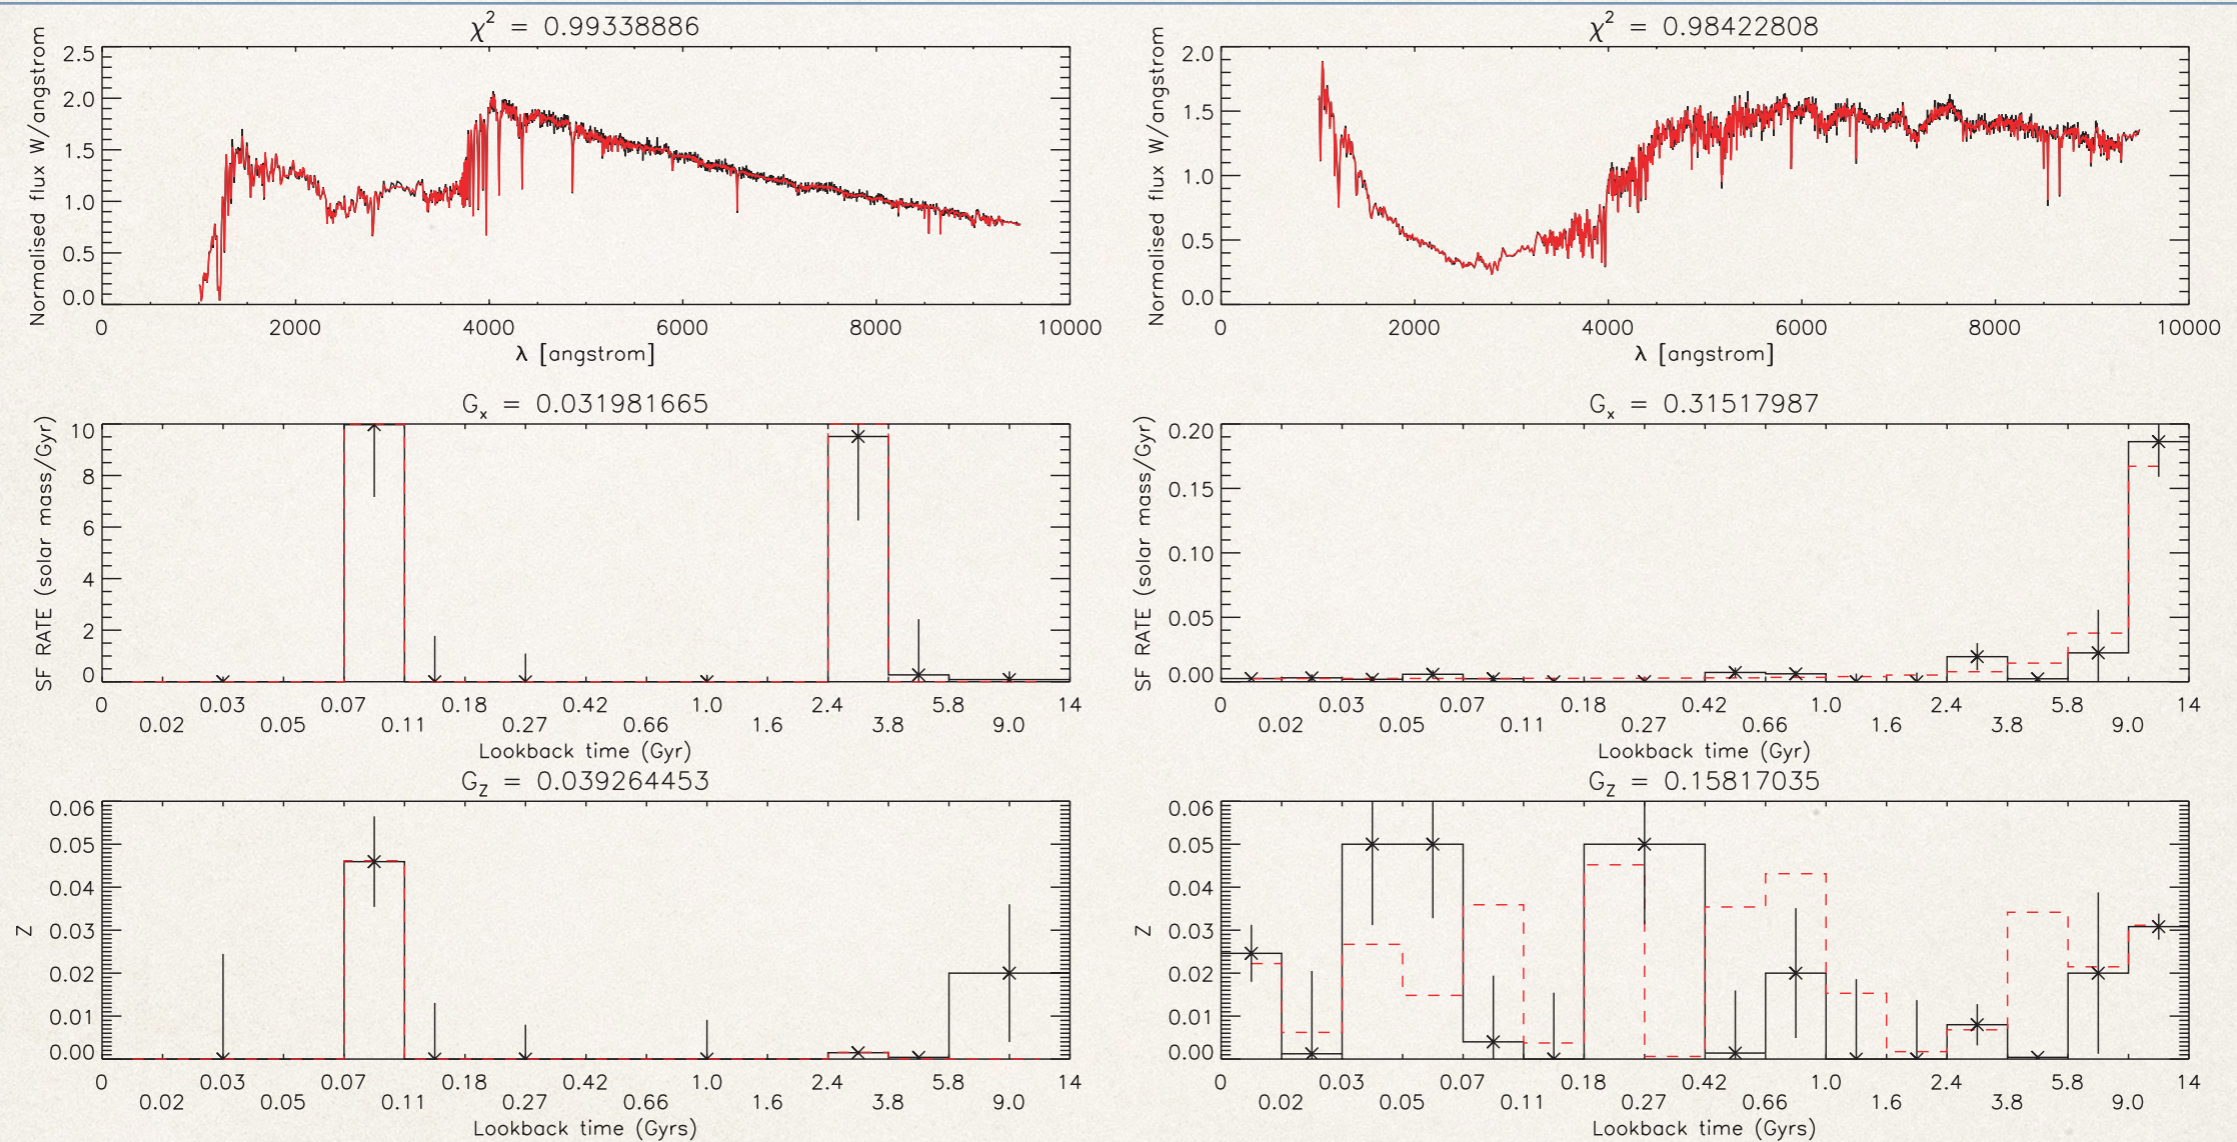 χ² = 0.99338886
Normalised flux W/angstrom
2.5
2.0
1.5
1.0
0.5
0.0
0 2000 4000 6000 8000 10000
λ [angstrom]
χ² = 0.98422808
Normalised flux W/angstrom
2.0
1.5
1.0
0.5
0.0
0 2000 4000 6000 8000 10000
λ [angstrom]
Gₓ = 0.031981665
SF RATE (solar mass/Gyr)
10
8
6
4
2
0
0 0.03 0.07 0.18 0.42 1.0 2.4 5.8 14
0.02 0.05 0.11 0.27 0.66 1.6 3.8 9.0
Lookback time (Gyr)
Gₓ = 0.31517987
SF RATE (solar mass/Gyr)
0.20
0.15
0.10
0.05
0.00
0 0.03 0.07 0.18 0.42 1.0 2.4 5.8 14
0.02 0.05 0.11 0.27 0.66 1.6 3.8 9.0
Lookback time (Gyr)
G_Z = 0.039264453
Z
0.06
0.05
0.04
0.03
0.02
0.01
0.00
0 0.03 0.07 0.18 0.42 1.0 2.4 5.8 14
0.02 0.05 0.11 0.27 0.66 1.6 3.8 9.0
Lookback time (Gyrs)
G_Z = 0.15817035
Z
0.06
0.05
0.04
0.03
0.02
0.01
0.00
0 0.03 0.07 0.18 0.42 1.0 2.4 5.8 14
0.02 0.05 0.11 0.27 0.66 1.6 3.8 9.0
Lookback time (Gyrs)